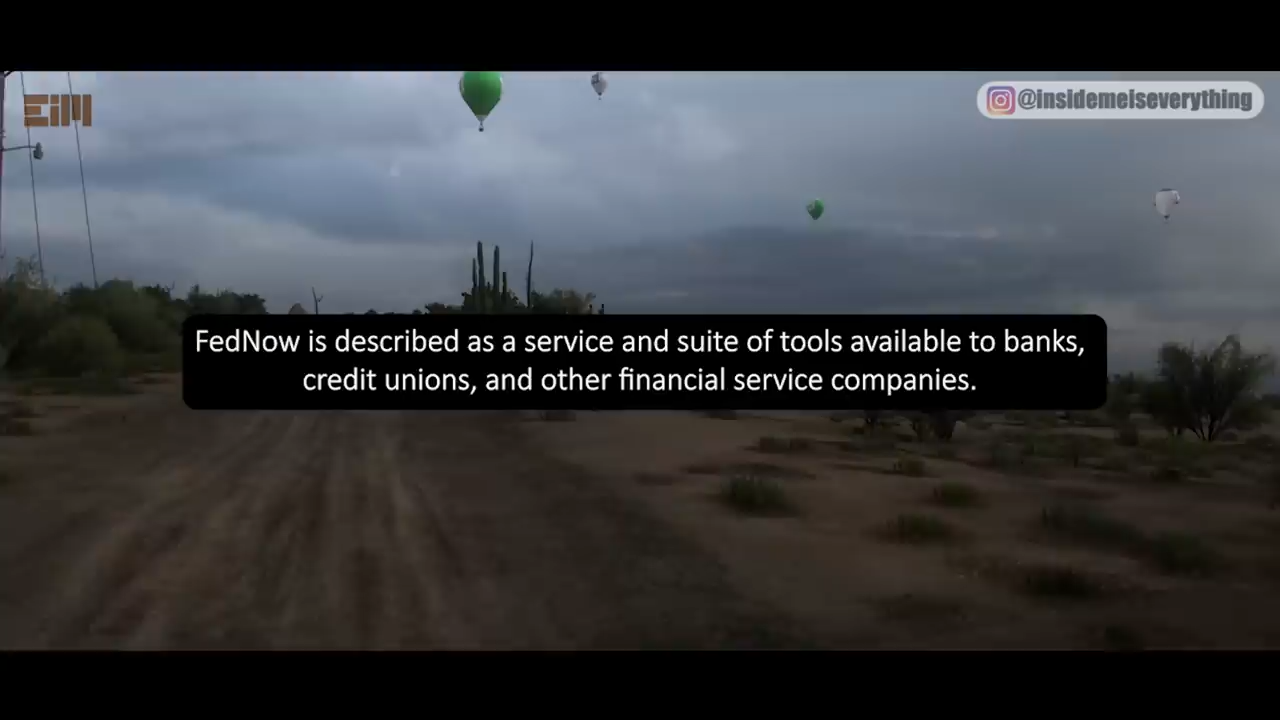 EiM
@insidemeiseverything
FedNow is described as a service and suite of tools available to banks,
credit unions, and other financial service companies.